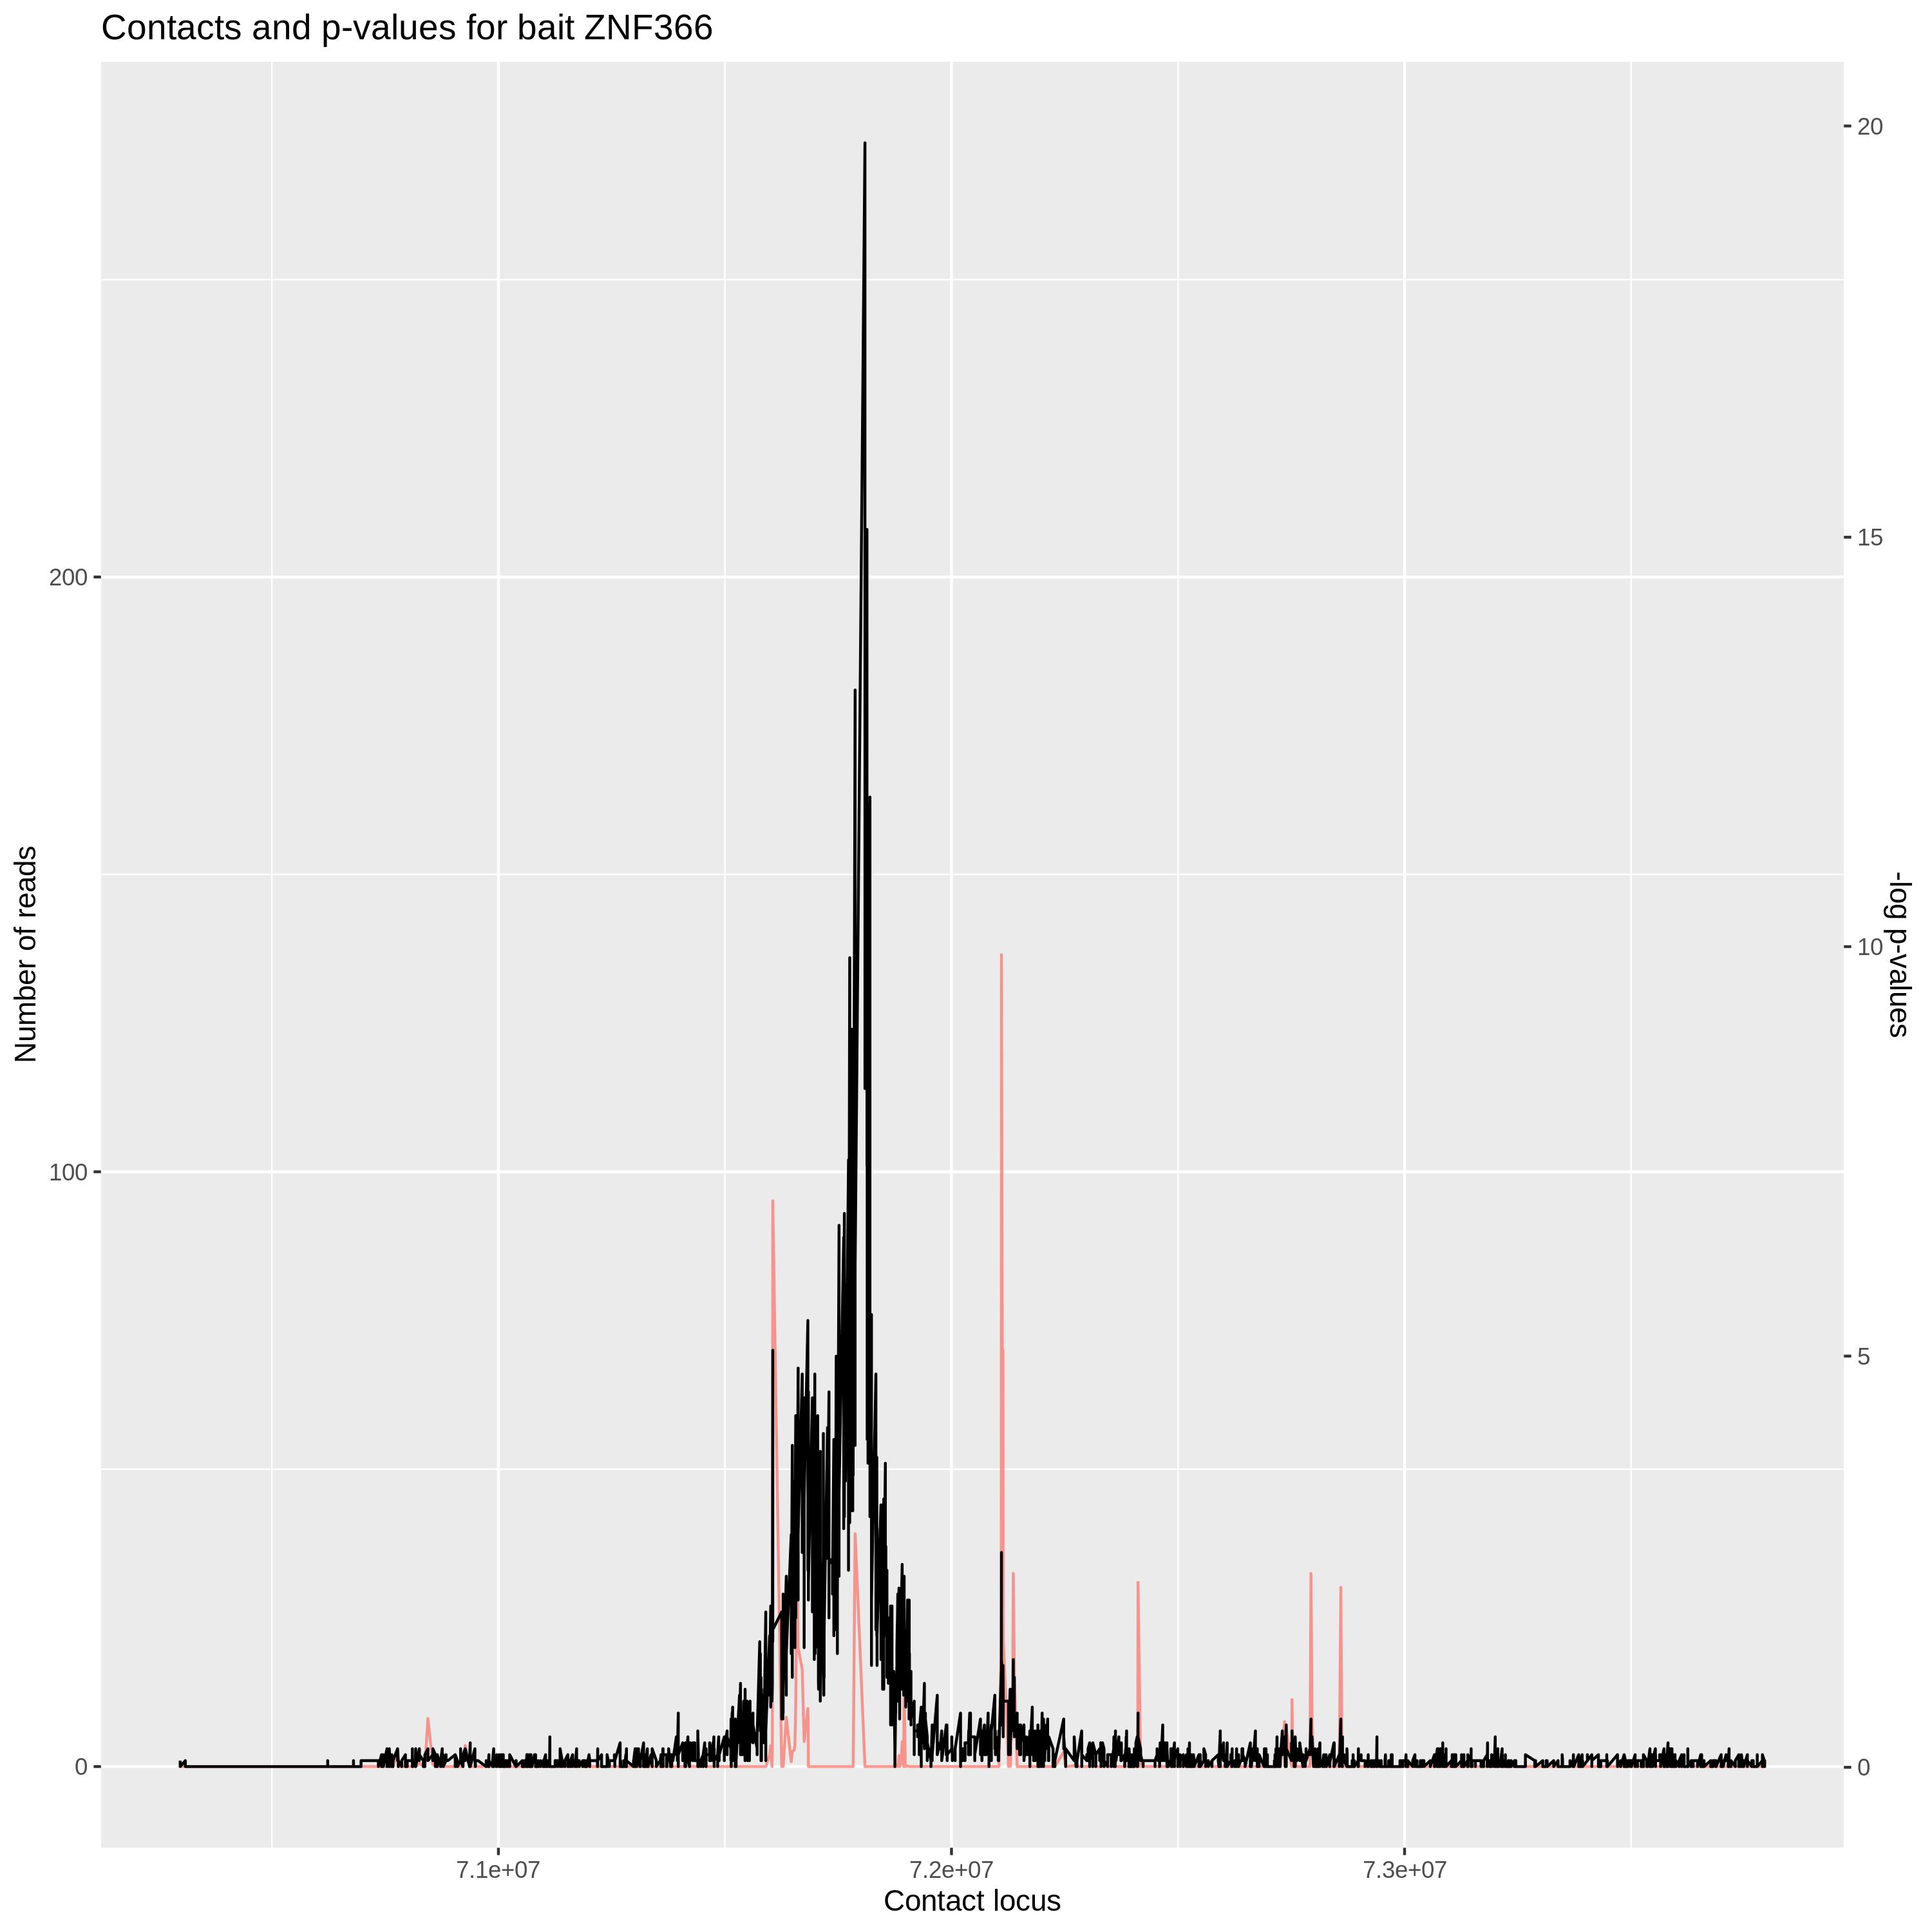 Contacts and p-values for bait ZNF366
20
15
200
10
100
5
0
0
Number of reads
-log p-values
7.1e+07
7.2e+07
7.3e+07
Contact locus